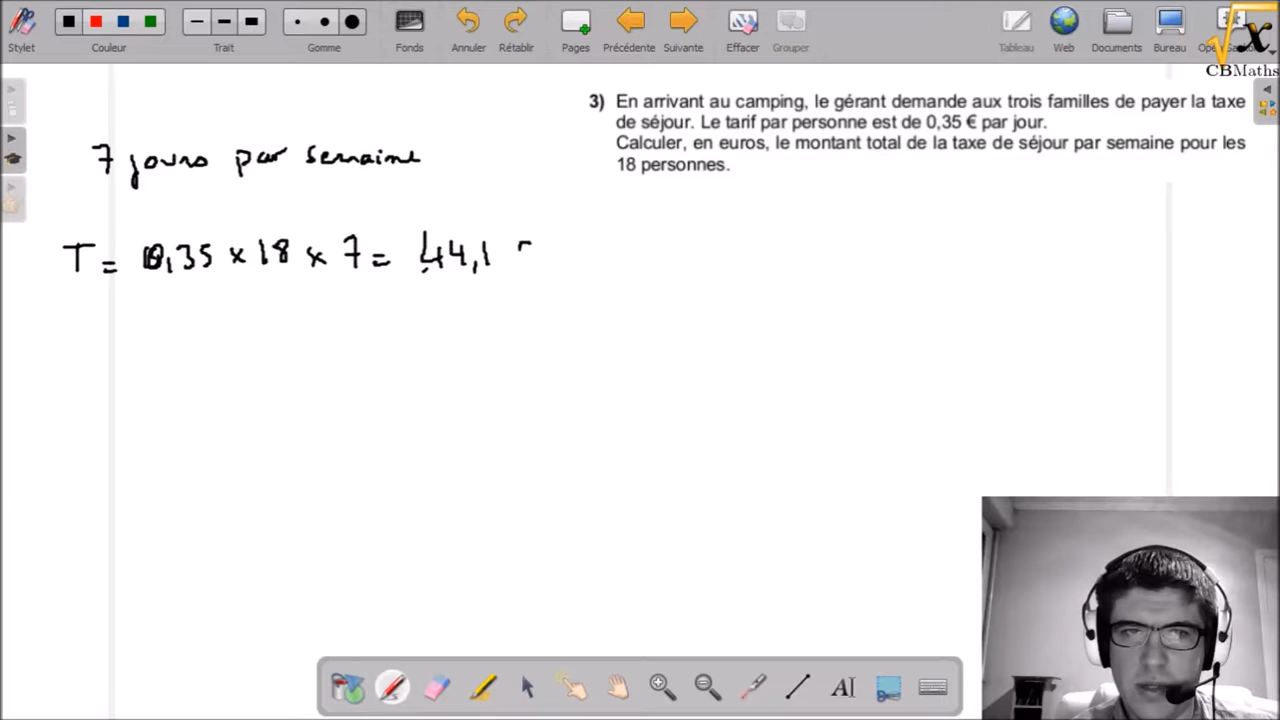 Stylet
Couleur
Trait
Gomme
Fonds
Annuler
Rétablir
Pages
Précédente
Suivante
Effacer
Grouper
Tableau
Web
Documents
Bureau
x
CBMaths
3) En arrivant au camping, le gérant demande aux trois familles de payer la taxe
de séjour. Le tarif par personne est de 0,35 € par jour.
Calculer, en euros, le montant total de la taxe de séjour par semaine pour les
18 personnes.
7 jours par semaine
T = 0,35 x 18 x 7 = 44,1
AI